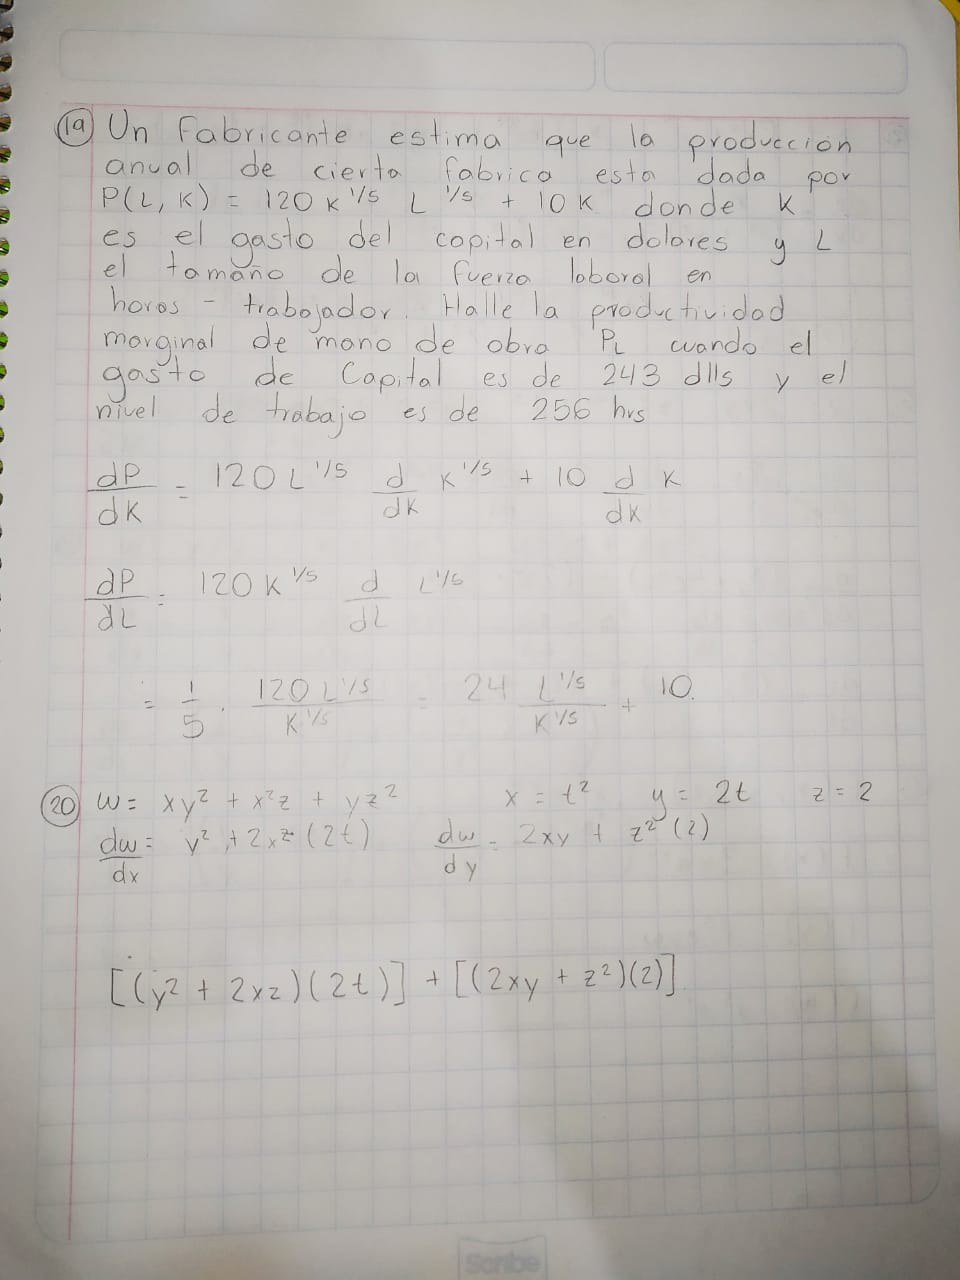 19 Un fabricante estima que la producción
anual de cierta fabrica esta dada por
P(L, K) = 120 K^1/5 L^1/5 + 10 K donde K
es el gasto del capital en dolares y L
el tamaño de la fuerza laboral en
horas - trabajador. Halle la productividad
marginal de mano de obra PL cuando el
gasto de Capital es de 243 dlls y el
nivel de trabajo es de 256 hrs
dP/dK = 120 L^1/5 d/dK K^1/5 + 10 d/dK K
dP/dL = 120 K^1/5 d/dL L^1/5
= 1/5 . 120 L^1/5 / K^1/5 = 24 L^1/5 / K^1/5 + 10.
20 w = xy² + x²z + yz² x = t² y = 2t z = 2
dw/dx = y² + 2xz (2t) dw/dy = 2xy + z² (2)
[(y² + 2xz)(2t)] + [(2xy + z²)(2)]
Scribe